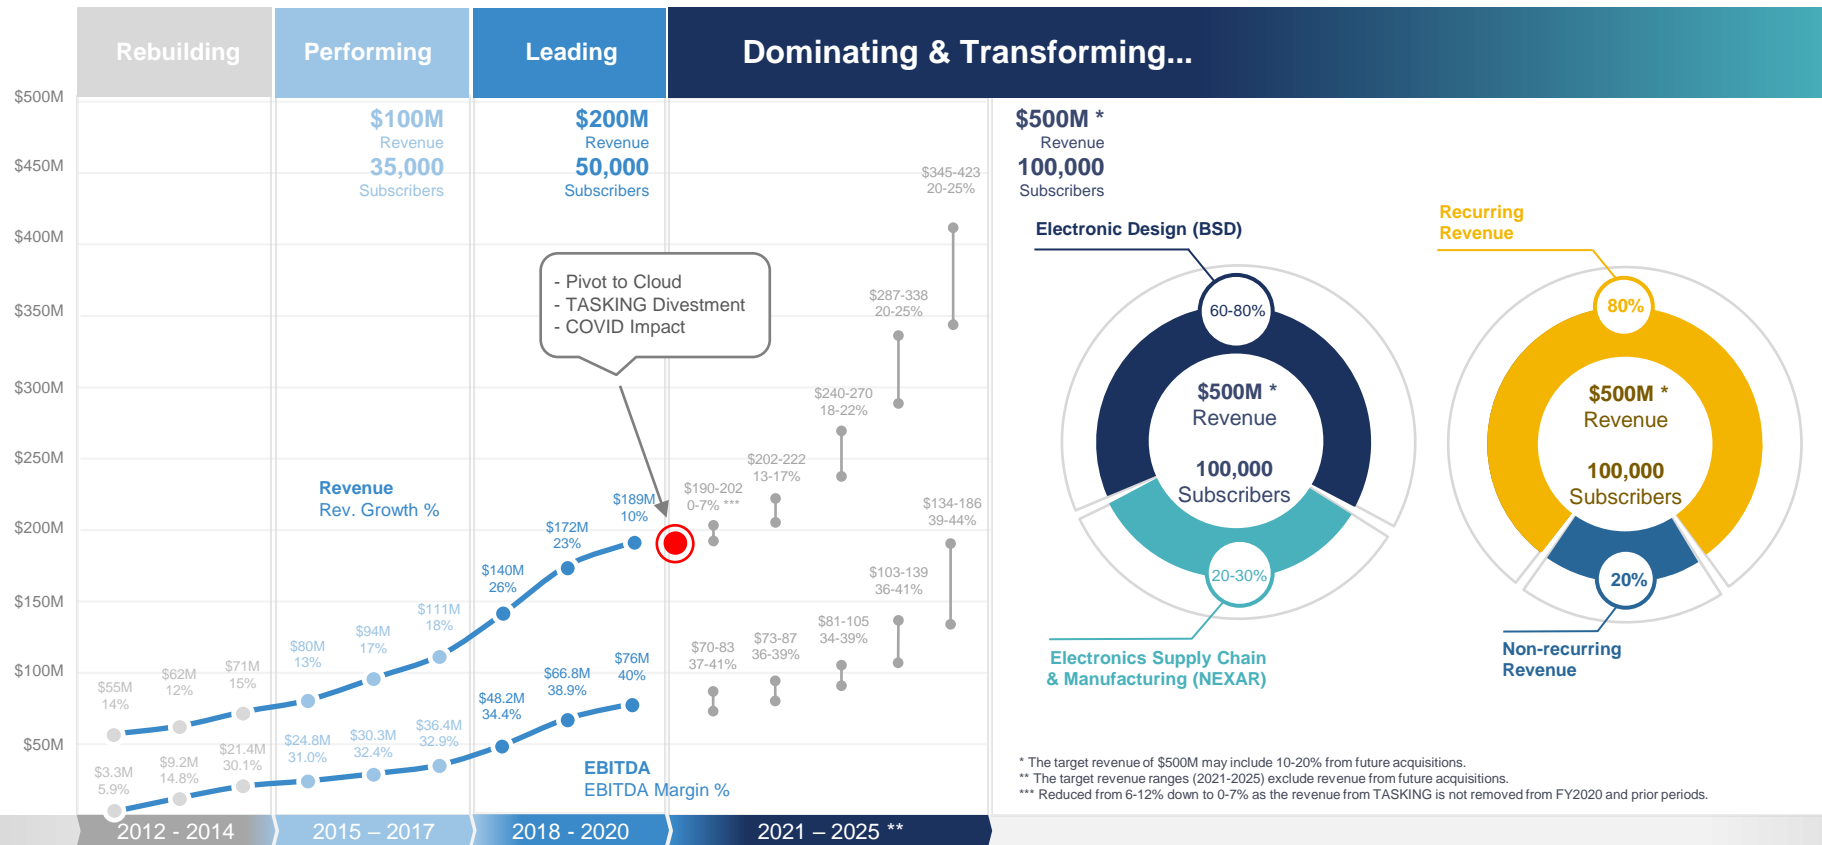 Rebuilding
Performing
Leading
Dominating & Transforming...
$500M
$450M
$400M
$350M
$300M
$250M
$200M
$150M
$100M
$50M
$100M
Revenue
35,000
Subscribers
$200M
Revenue
50,000
Subscribers
$500M *
Revenue
100,000
Subscribers
- Pivot to Cloud
- TASKING Divestment
- COVID Impact
Revenue
Rev. Growth %
$55M
14%
$62M
12%
$71M
15%
$80M
13%
$94M
17%
$111M
18%
$140M
26%
$172M
23%
$189M
10%
$190-202
0-7% ***
$202-222
13-17%
$240-270
18-22%
$287-338
20-25%
$345-423
20-25%
$3.3M
5.9%
$9.2M
14.8%
$21.4M
30.1%
$24.8M
31.0%
$30.3M
32.4%
$36.4M
32.9%
$48.2M
34.4%
$66.8M
38.9%
$76M
40%
$70-83
37-41%
$73-87
36-39%
$81-105
34-39%
$103-139
36-41%
$134-186
39-44%
EBITDA
EBITDA Margin %
2012 - 2014
2015 – 2017
2018 - 2020
2021 – 2025 **
Electronic Design (BSD)
60-80%
$500M *
Revenue
100,000
Subscribers
20-30%
Electronics Supply Chain
& Manufacturing (NEXAR)
Recurring
Revenue
80%
$500M *
Revenue
100,000
Subscribers
20%
Non-recurring
Revenue
* The target revenue of $500M may include 10-20% from future acquisitions.
** The target revenue ranges (2021-2025) exclude revenue from future acquisitions.
*** Reduced from 6-12% down to 0-7% as the revenue from TASKING is not removed from FY2020 and prior periods.